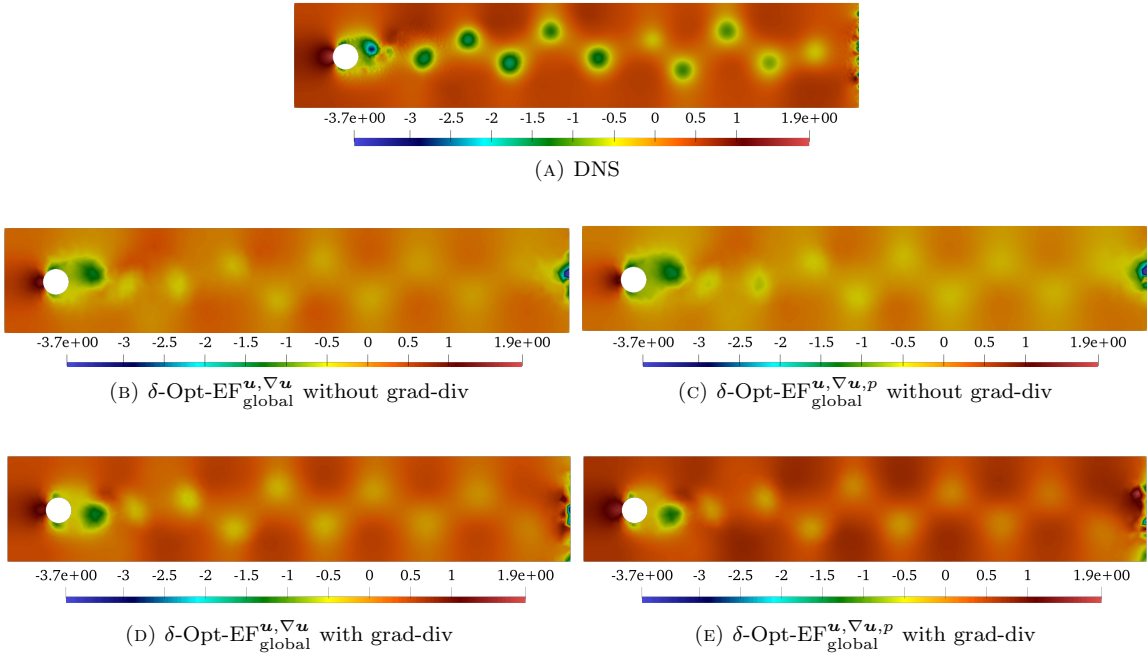 -3.7e+00 -3 -2.5 -2 -1.5 -1 -0.5 0 0.5 1 1.9e+00
(A) DNS
-3.7e+00 -3 -2.5 -2 -1.5 -1 -0.5 0 0.5 1 1.9e+00
-3.7e+00 -3 -2.5 -2 -1.5 -1 -0.5 0 0.5 1 1.9e+00
(B) δ-Opt-EF^{u,∇u}_{global} without grad-div
(C) δ-Opt-EF^{u,∇u,p}_{global} without grad-div
-3.7e+00 -3 -2.5 -2 -1.5 -1 -0.5 0 0.5 1 1.9e+00
-3.7e+00 -3 -2.5 -2 -1.5 -1 -0.5 0 0.5 1 1.9e+00
(D) δ-Opt-EF^{u,∇u}_{global} with grad-div
(E) δ-Opt-EF^{u,∇u,p}_{global} with grad-div